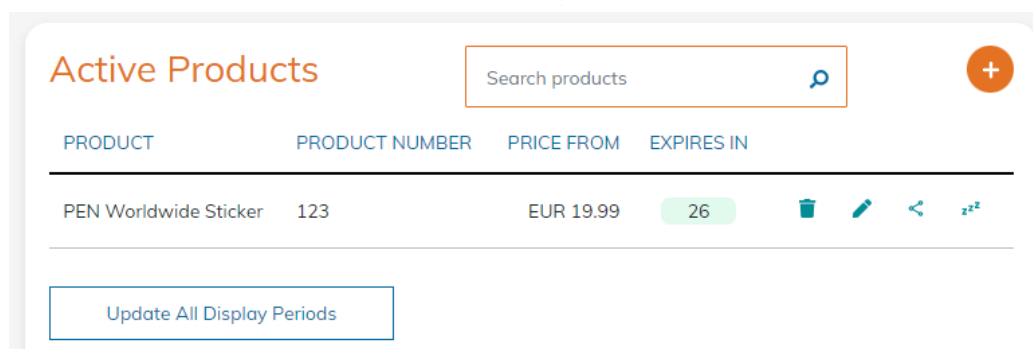 Active Products
Search products
PRODUCT PRODUCT NUMBER PRICE FROM EXPIRES IN
PEN Worldwide Sticker 123 EUR 19.99 26 zzz
Update All Display Periods